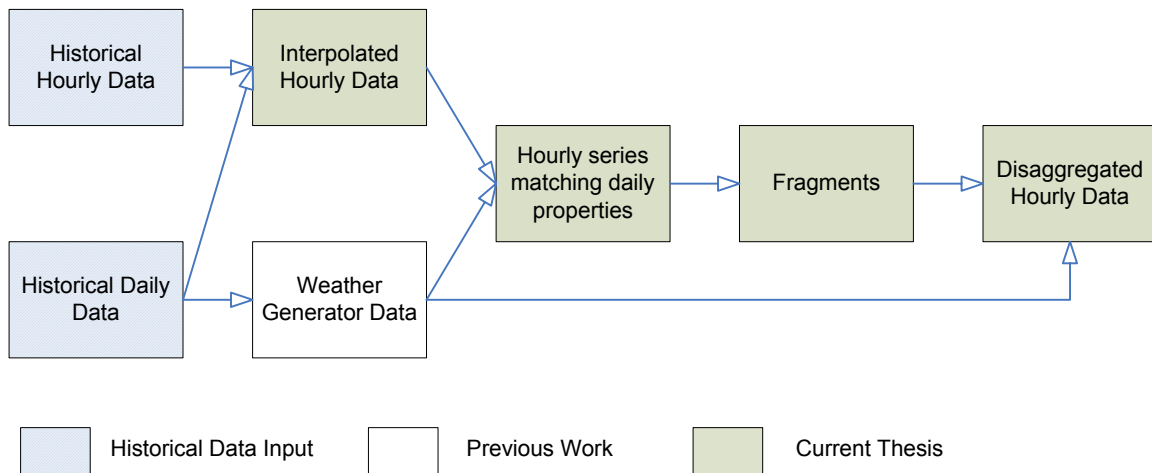 Historical
Hourly Data
Interpolated
Hourly Data
Hourly series
matching daily
properties
Fragments
Disaggregated
Hourly Data
Historical Daily
Data
Weather
Generator Data
Historical Data Input
Previous Work
Current Thesis